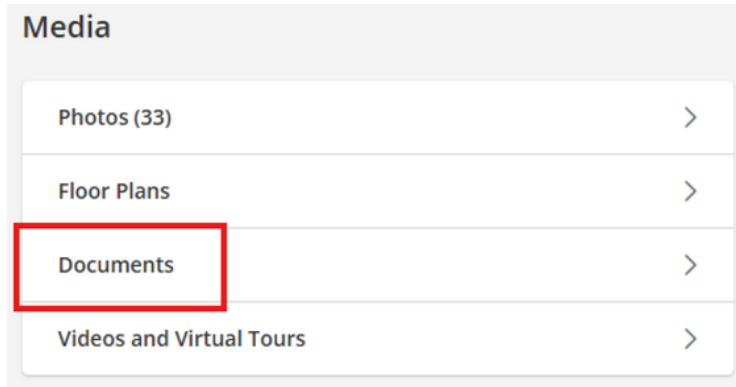 Media
Photos (33)
Floor Plans
Documents
Videos and Virtual Tours